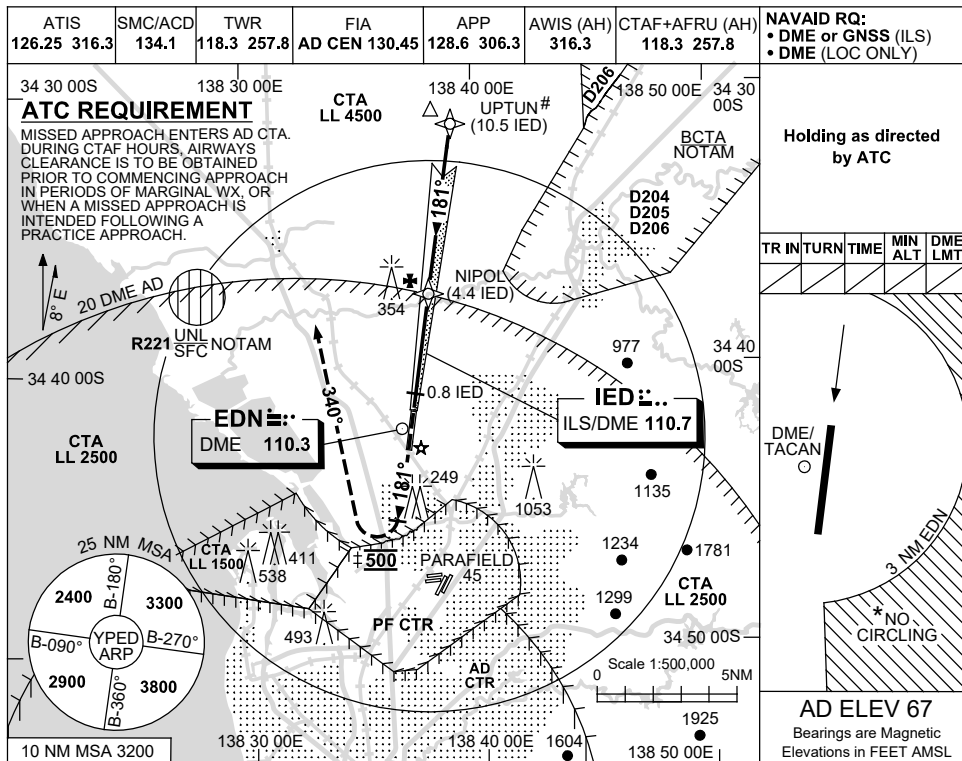 ATIS
126.25 316.3
SMC/ACD
134.1
TWR
118.3 257.8
FIA
AD CEN 130.45
APP
128.6 306.3
AWIS (AH)
316.3
CTAF+AFRU (AH)
118.3 257.8
NAVAID RQ:
• DME or GNSS (ILS)
• DME (LOC ONLY)
34 30 00S
138 30 00E
138 40 00E
138 50 00E
34 30
00S
ATC REQUIREMENT
MISSED APPROACH ENTERS AD CTA.
DURING CTAF HOURS, AIRWAYS
CLEARANCE IS TO BE OBTAINED
PRIOR TO COMMENCING APPROACH
IN PERIODS OF MARGINAL WX, OR
WHEN A MISSED APPROACH IS
INTENDED FOLLOWING A
PRACTICE APPROACH.
CTA
LL 4500
UPTUN#
(10.5 IED)
D206
BCTA
NOTAM
D204
D205
D206
Holding as directed
by ATC
TR IN
TURN
TIME
MIN
ALT
DME
LMT
181°
8° E
20 DME AD
NIPOL
(4.4 IED)
354
R221 UNL
SFC NOTAM
977
34 40
00S
34 40 00S
340°
0.8 IED
EDN
DME 110.3
IED
ILS/DME 110.7
CTA
LL 2500
DME/
TACAN
181°
249
1053
1135
3 NM EDN
CTA
LL 1500
411
538
‡500
PARAFIELD
45
1234
1781
1299
CTA
LL 2500
25 NM MSA
2400
3300
2900
3800
B-180°
B-090°
B-270°
B-360°
YPED
ARP
493
PF CTR
34 50 00S
*NO
CIRCLING
AD
CTR
Scale 1:500,000
0
5NM
1925
1604
10 NM MSA 3200
138 30 00E
138 40 00E
138 50 00E
AD ELEV 67
Bearings are Magnetic
Elevations in FEET AMSL